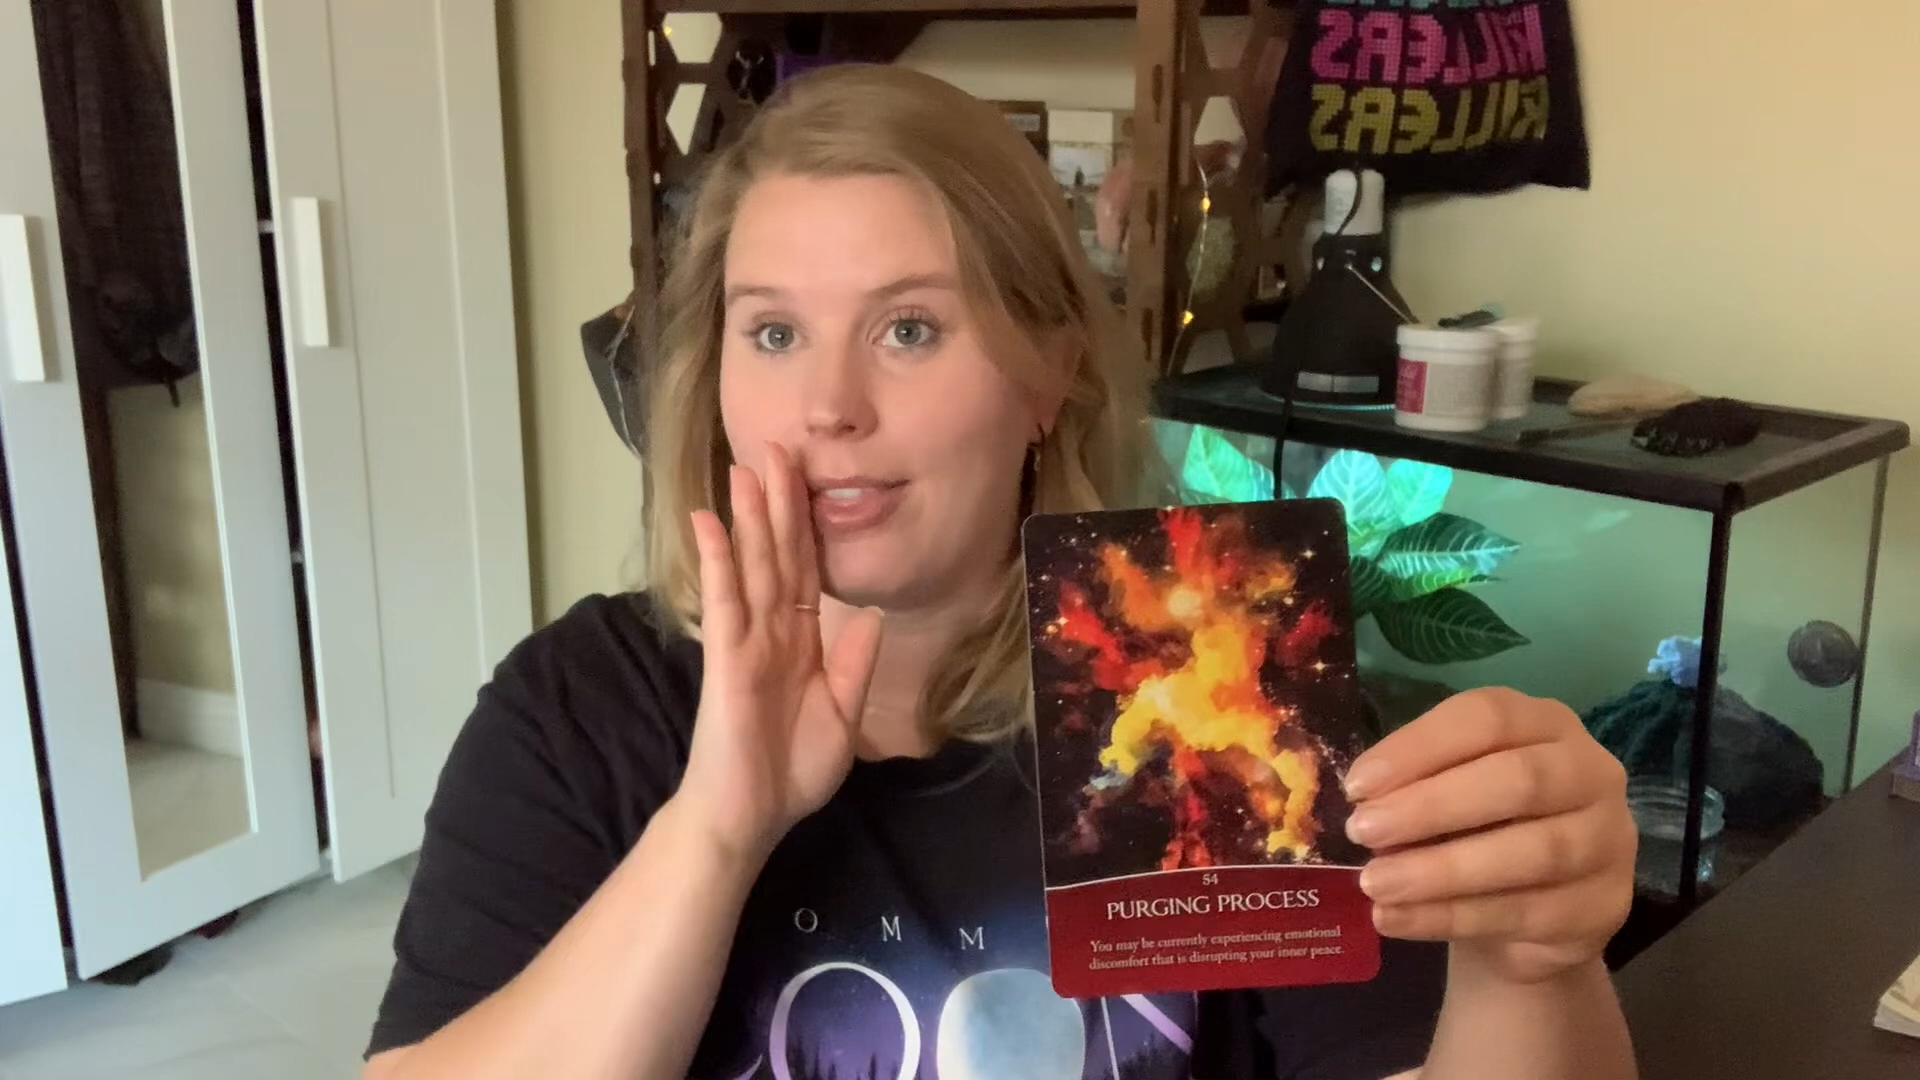 KILLERS
KILLERS
54
PURGING PROCESS
You may be currently experiencing emotional
discomfort that is disrupting your inner peace.
O M M